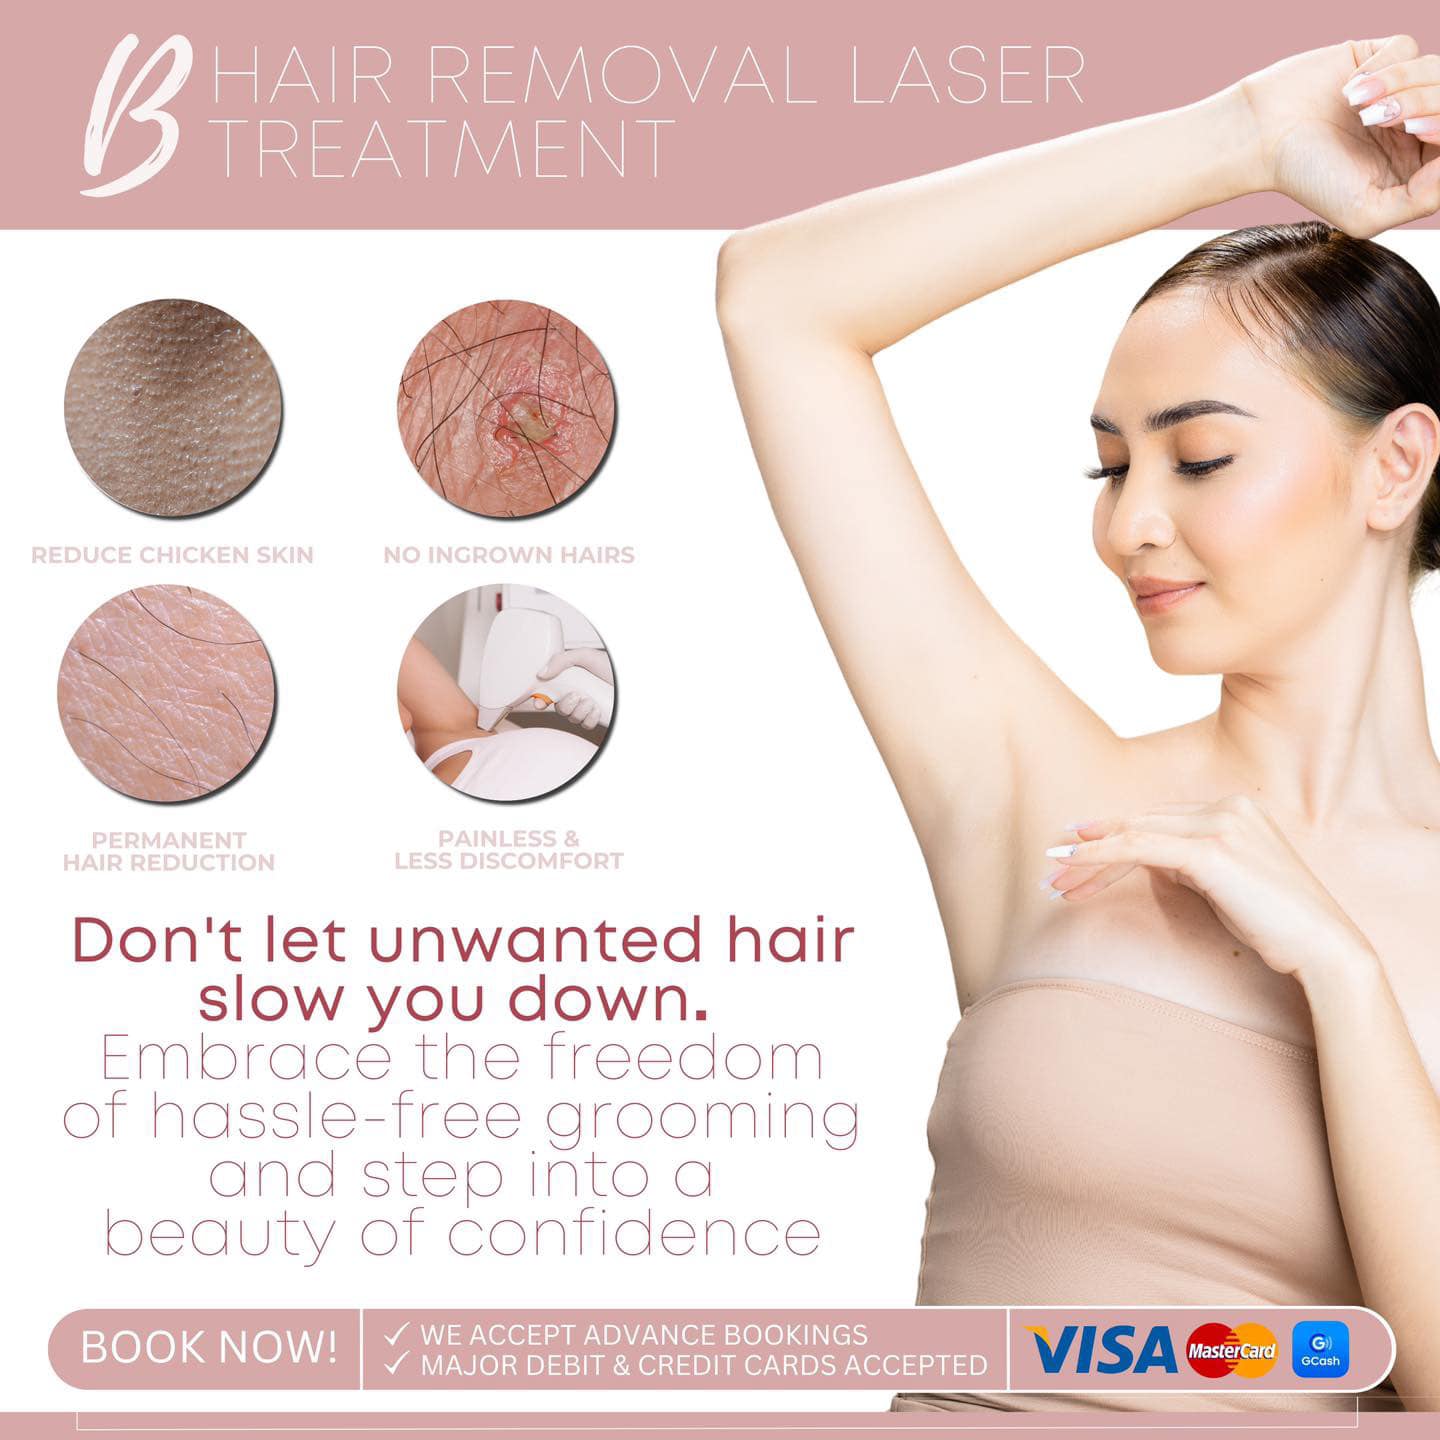 B HAIR REMOVAL LASER
TREATMENT
REDUCE CHICKEN SKIN
NO INGROWN HAIRS
PERMANENT
HAIR REDUCTION
PAINLESS &
LESS DISCOMFORT
Don't let unwanted hair
slow you down.
Embrace the freedom
of hassle-free grooming
and step into a
beauty of confidence
BOOK NOW!
✓ WE ACCEPT ADVANCE BOOKINGS
✓ MAJOR DEBIT & CREDIT CARDS ACCEPTED
VISA
MasterCard
G
GCash